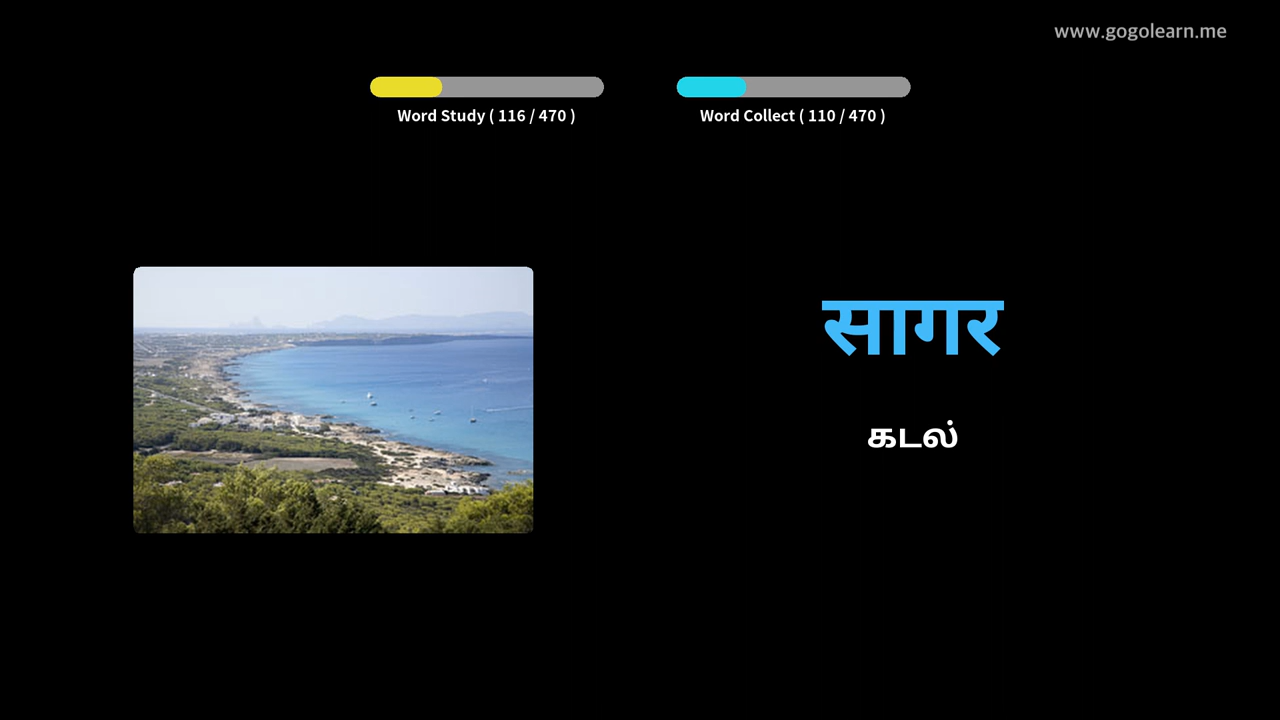 www.gogolearn.me
Word Study ( 116 / 470 )
Word Collect ( 110 / 470 )
सागर
கடல்